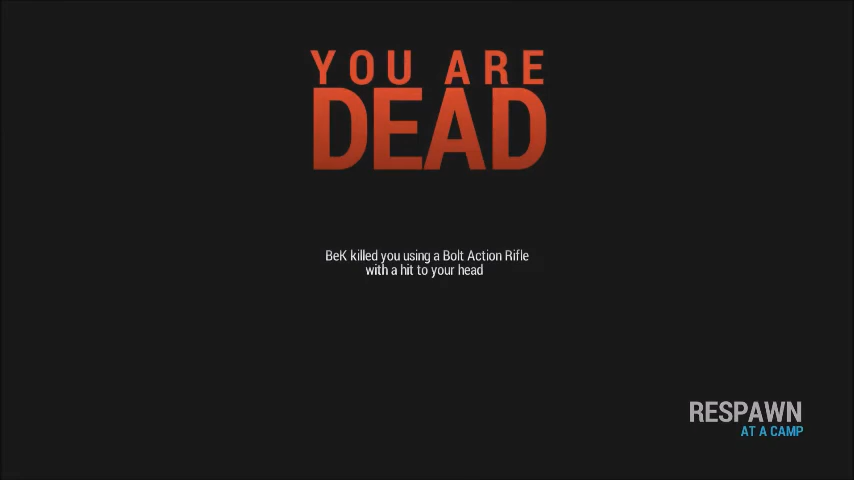 YOU ARE
DEAD
BeK killed you using a Bolt Action Rifle
with a hit to your head
RESPAWN
AT A CAMP